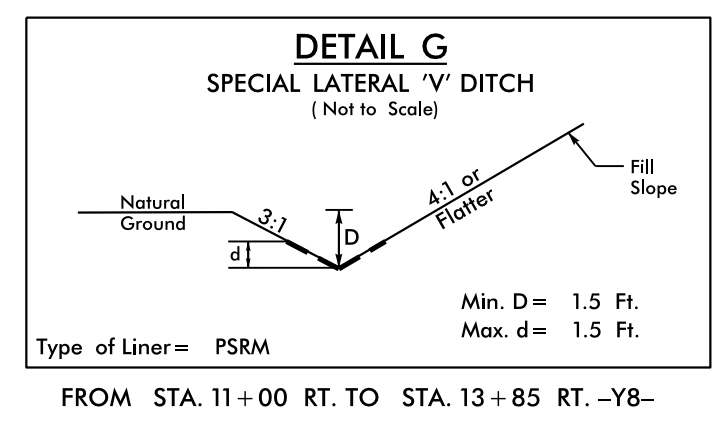 DETAIL G
SPECIAL LATERAL 'V' DITCH
( Not to Scale)
Natural
Ground
3:1
D
d
4:1 or
Flatter
Fill
Slope
Min. D = 1.5 Ft.
Max. d = 1.5 Ft.
Type of Liner = PSRM
FROM STA. 11+00 RT. TO STA. 13+85 RT. -Y8-